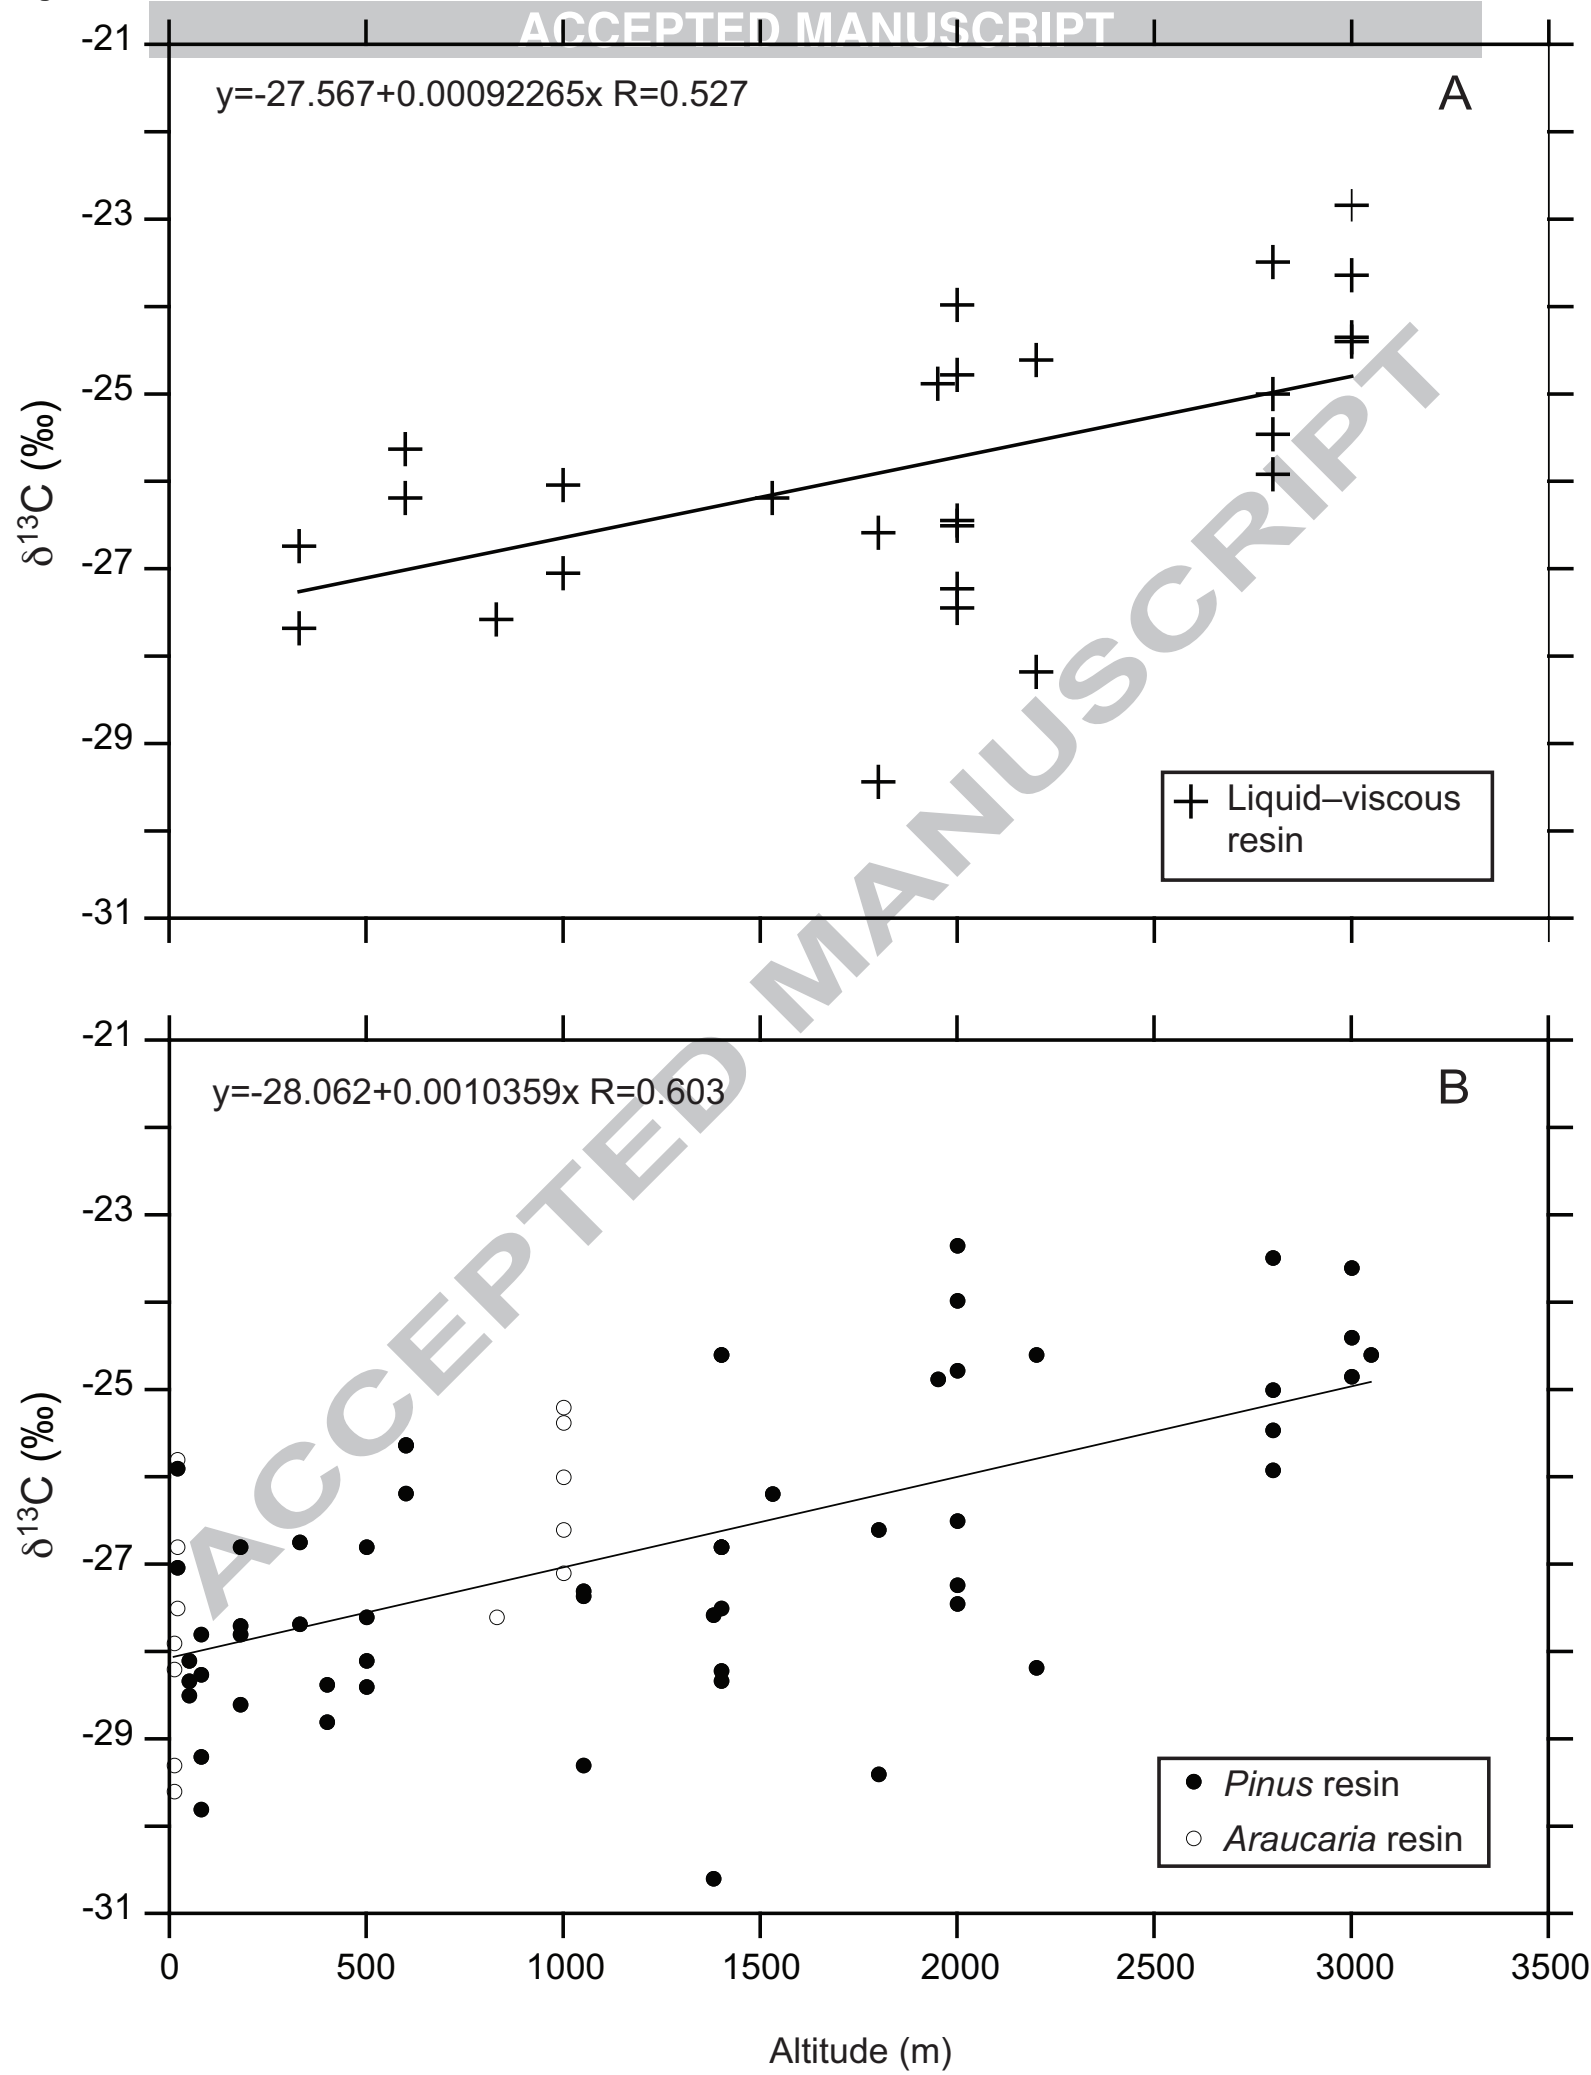 ACCEPTED MANUSCRIPT
-21
y=-27.567+0.00092265x R=0.527
A
-23
-25
δ13C (‰)
-27
-29
Liquid–viscous
resin
-31
ACCEPTED MANUSCRIPT
-21
y=-28.062+0.0010359x R=0.603
B
-23
-25
δ13C (‰)
-27
-29
Pinus resin
Araucaria resin
-31
0 500 1000 1500 2000 2500 3000 3500
Altitude (m)